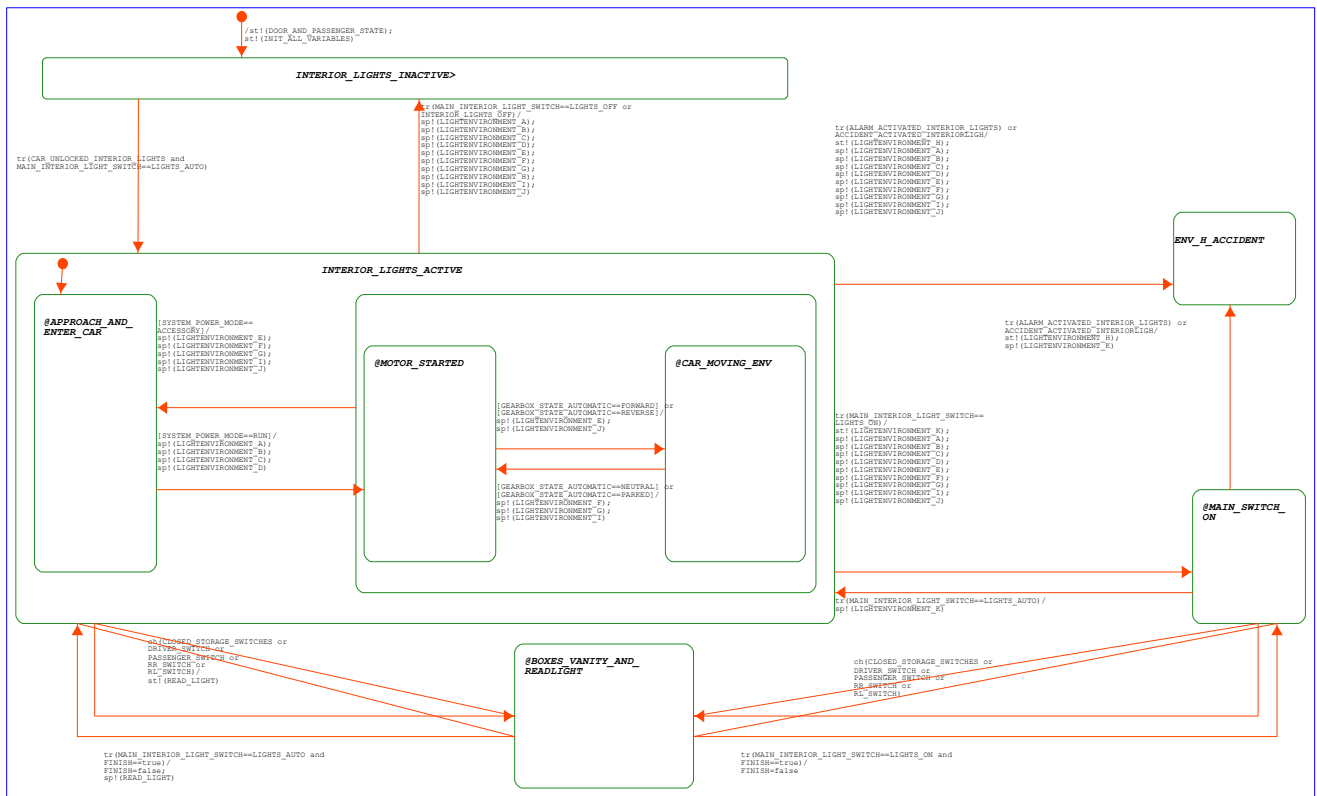 /st!(DOOR_AND_PASSENGER_STATE);
st!(INIT_ALL_VARIABLES)
INTERIOR_LIGHTS_INACTIVE>
tr(MAIN_INTERIOR_LIGHT_SWITCH==LIGHTS_OFF or
INTERIOR_LIGHTS_OFF)/
sp!(LIGHTENVIRONMENT_A);
sp!(LIGHTENVIRONMENT_B);
sp!(LIGHTENVIRONMENT_C);
sp!(LIGHTENVIRONMENT_D);
sp!(LIGHTENVIRONMENT_E);
sp!(LIGHTENVIRONMENT_F);
sp!(LIGHTENVIRONMENT_G);
sp!(LIGHTENVIRONMENT_H);
sp!(LIGHTENVIRONMENT_I);
sp!(LIGHTENVIRONMENT_J)
tr(CAR_UNLOCKED_INTERIOR_LIGHTS and
MAIN_INTERIOR_LIGHT_SWITCH==LIGHTS_AUTO)
tr(ALARM_ACTIVATED_INTERIOR_LIGHTS) or
ACCIDENT_ACTIVATED_INTERIORLIGH/
st!(LIGHTENVIRONMENT_H);
sp!(LIGHTENVIRONMENT_A);
sp!(LIGHTENVIRONMENT_B);
sp!(LIGHTENVIRONMENT_C);
sp!(LIGHTENVIRONMENT_D);
sp!(LIGHTENVIRONMENT_E);
sp!(LIGHTENVIRONMENT_F);
sp!(LIGHTENVIRONMENT_G);
sp!(LIGHTENVIRONMENT_I);
sp!(LIGHTENVIRONMENT_J)
ENV_H_ACCIDENT
INTERIOR_LIGHTS_ACTIVE
@APPROACH_AND_
ENTER_CAR
[SYSTEM_POWER_MODE==
ACCESSORY]/
sp!(LIGHTENVIRONMENT_E);
sp!(LIGHTENVIRONMENT_F);
sp!(LIGHTENVIRONMENT_G);
sp!(LIGHTENVIRONMENT_I);
sp!(LIGHTENVIRONMENT_J)
@MOTOR_STARTED
@CAR_MOVING_ENV
tr(ALARM_ACTIVATED_INTERIOR_LIGHTS) or
ACCIDENT_ACTIVATED_INTERIORLIGH/
st!(LIGHTENVIRONMENT_H);
sp!(LIGHTENVIRONMENT_K)
[GEARBOX_STATE_AUTOMATIC==FORWARD] or
[GEARBOX_STATE_AUTOMATIC==REVERSE]/
sp!(LIGHTENVIRONMENT_E);
sp!(LIGHTENVIRONMENT_J)
[SYSTEM_POWER_MODE==RUN]/
sp!(LIGHTENVIRONMENT_A);
sp!(LIGHTENVIRONMENT_B);
sp!(LIGHTENVIRONMENT_C);
sp!(LIGHTENVIRONMENT_D)
[GEARBOX_STATE_AUTOMATIC==NEUTRAL] or
[GEARBOX_STATE_AUTOMATIC==PARKED]/
sp!(LIGHTENVIRONMENT_F);
sp!(LIGHTENVIRONMENT_G);
sp!(LIGHTENVIRONMENT_I)
tr(MAIN_INTERIOR_LIGHT_SWITCH==
LIGHTS_ON)/
st!(LIGHTENVIRONMENT_K);
sp!(LIGHTENVIRONMENT_A);
sp!(LIGHTENVIRONMENT_B);
sp!(LIGHTENVIRONMENT_C);
sp!(LIGHTENVIRONMENT_D);
sp!(LIGHTENVIRONMENT_E);
sp!(LIGHTENVIRONMENT_F);
sp!(LIGHTENVIRONMENT_G);
sp!(LIGHTENVIRONMENT_I);
sp!(LIGHTENVIRONMENT_J)
@MAIN_SWITCH_
ON
tr(MAIN_INTERIOR_LIGHT_SWITCH==LIGHTS_AUTO)/
sp!(LIGHTENVIRONMENT_K)
ch(CLOSED_STORAGE_SWITCHES or
DRIVER_SWITCH or
PASSENGER_SWITCH or
RR_SWITCH or
RL_SWITCH)/
st!(READ_LIGHT)
@BOXES_VANITY_AND_
READLIGHT
ch(CLOSED_STORAGE_SWITCHES or
DRIVER_SWITCH or
PASSENGER_SWITCH or
RR_SWITCH or
RL_SWITCH)
tr(MAIN_INTERIOR_LIGHT_SWITCH==LIGHTS_AUTO and
FINISH==true)/
FINISH=false;
sp!(READ_LIGHT)
tr(MAIN_INTERIOR_LIGHT_SWITCH==LIGHTS_ON and
FINISH==true)/
FINISH=false